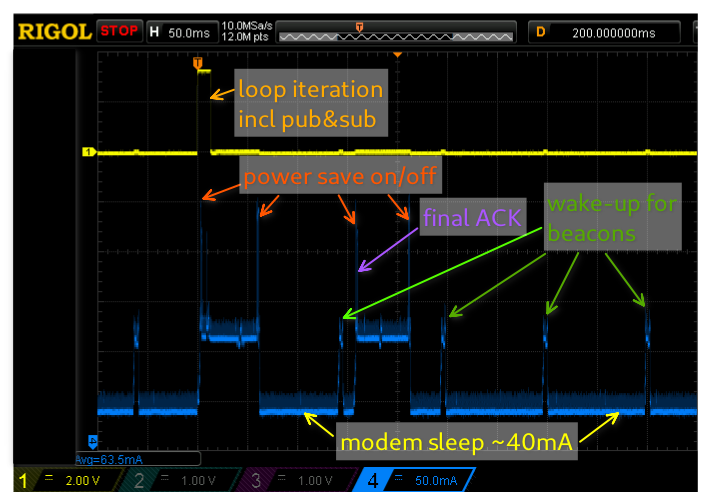 RIGOL STOP H 50.0ms 10.0MSa/s
12.0M pts
T
D 200.000000ms
T
loop iteration
incl pub&sub
1
power save on/off
final ACK
wake-up for
beacons
modem sleep ~40mA
Avg=63.5mA
1 = 2.00 V 2 = 1.00 V 3 = 1.00 V 4 = 50.0mA